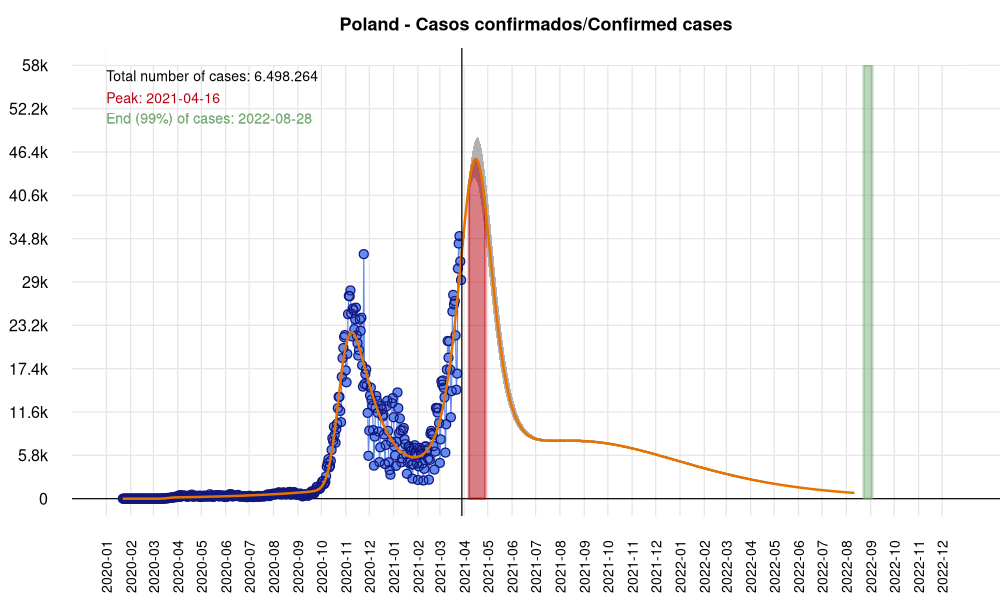 Poland - Casos confirmados/Confirmed cases
Total number of cases: 6.498.264
Peak: 2021-04-16
End (99%) of cases: 2022-08-28
58k
52.2k
46.4k
40.6k
34.8k
29k
23.2k
17.4k
11.6k
5.8k
0
2020-01
2020-02
2020-03
2020-04
2020-05
2020-06
2020-07
2020-08
2020-09
2020-10
2020-11
2020-12
2021-01
2021-02
2021-03
2021-04
2021-05
2021-06
2021-07
2021-08
2021-09
2021-10
2021-11
2021-12
2022-01
2022-02
2022-03
2022-04
2022-05
2022-06
2022-07
2022-08
2022-09
2022-10
2022-11
2022-12